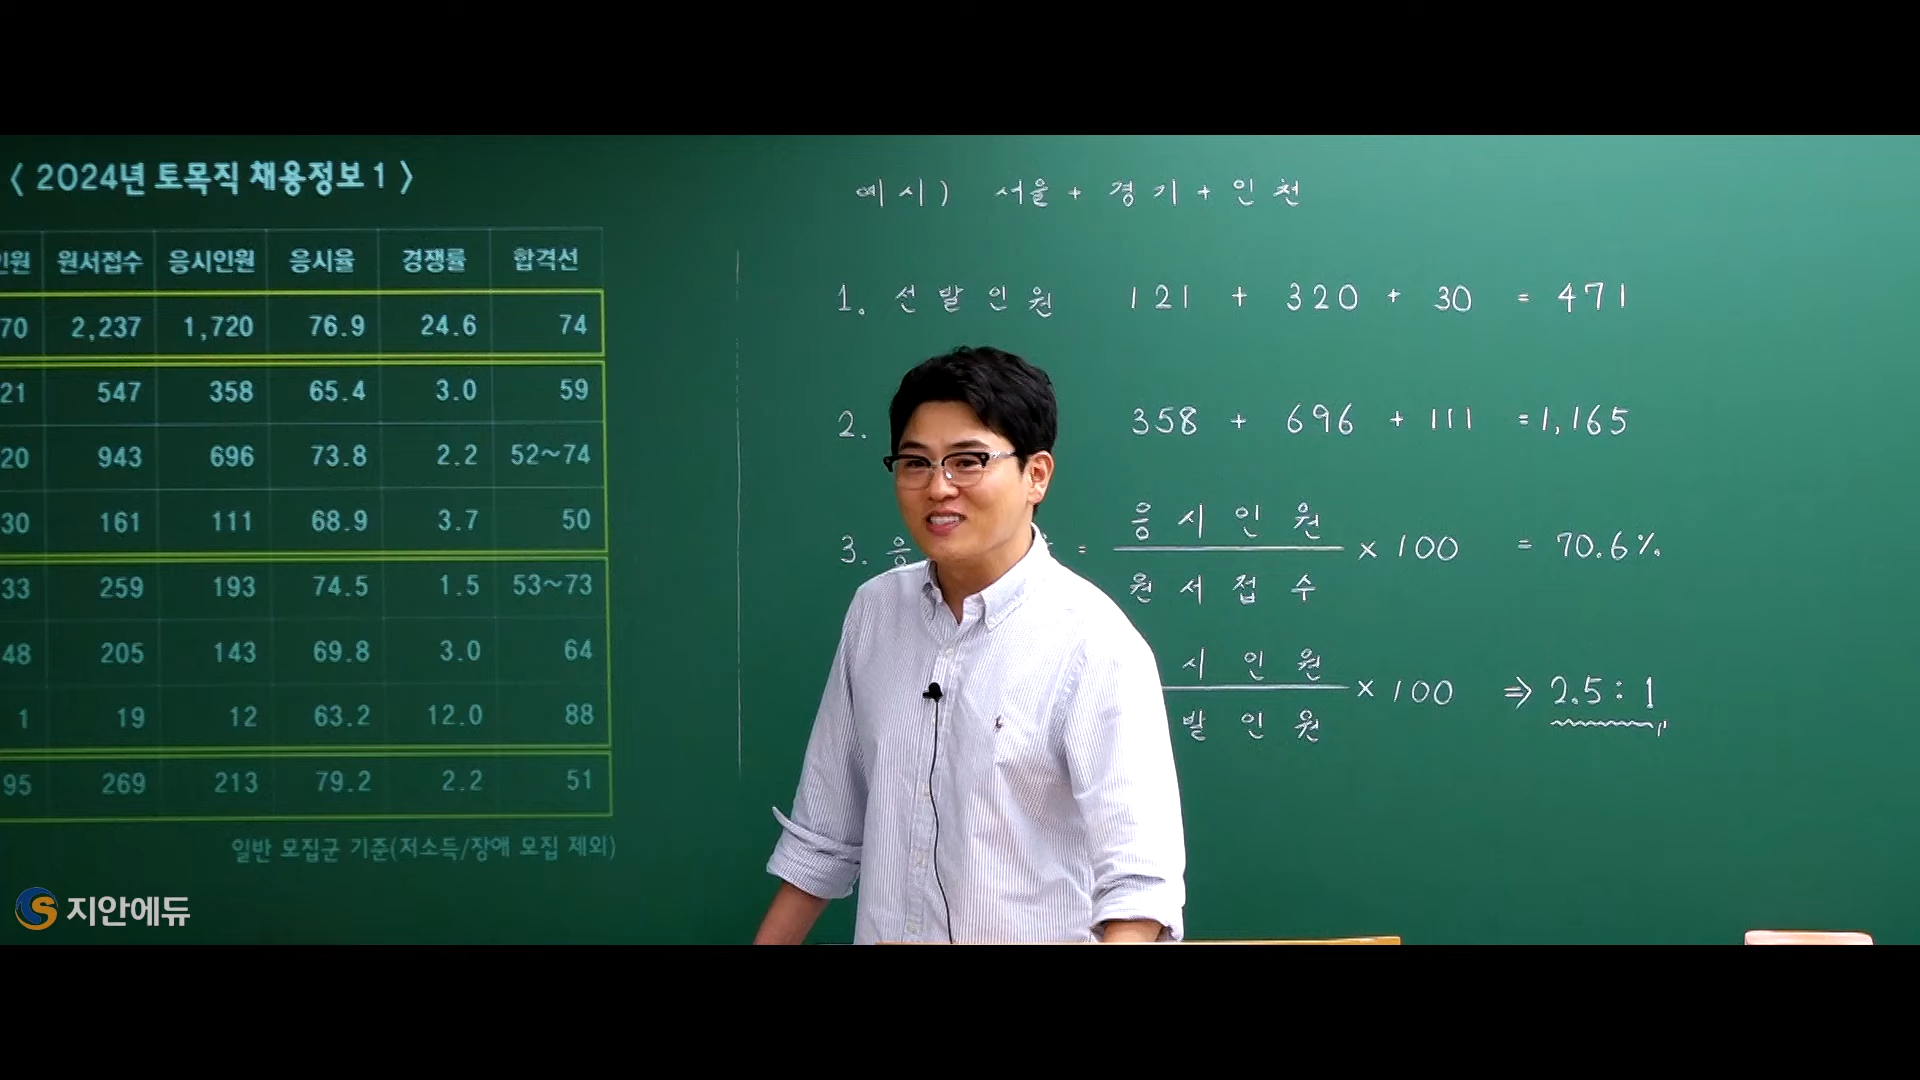 < 2024년 토목직 채용정보 1 >
인원 원서접수 응시인원 응시율 경쟁률 합격선
70 2,237 1,720 76.9 24.6 74
21 547 358 65.4 3.0 59
20 943 696 73.8 2.2 52~74
30 161 111 68.9 3.7 50
33 259 193 74.5 1.5 53~73
48 205 143 69.8 3.0 64
1 19 12 63.2 12.0 88
95 269 213 79.2 2.2 51
일반 모집군 기준(저소득/장애 모집 제외)
지안에듀
예시) 서울 + 경기 + 인천
1. 선발인원 121 + 320 + 30 = 471
2. 358 + 696 + 111 = 1,165
응시인원
3. 응 = × 100 = 70.6%
원서접수
시인원
× 100 ⇒ 2.5 : 1
발인원